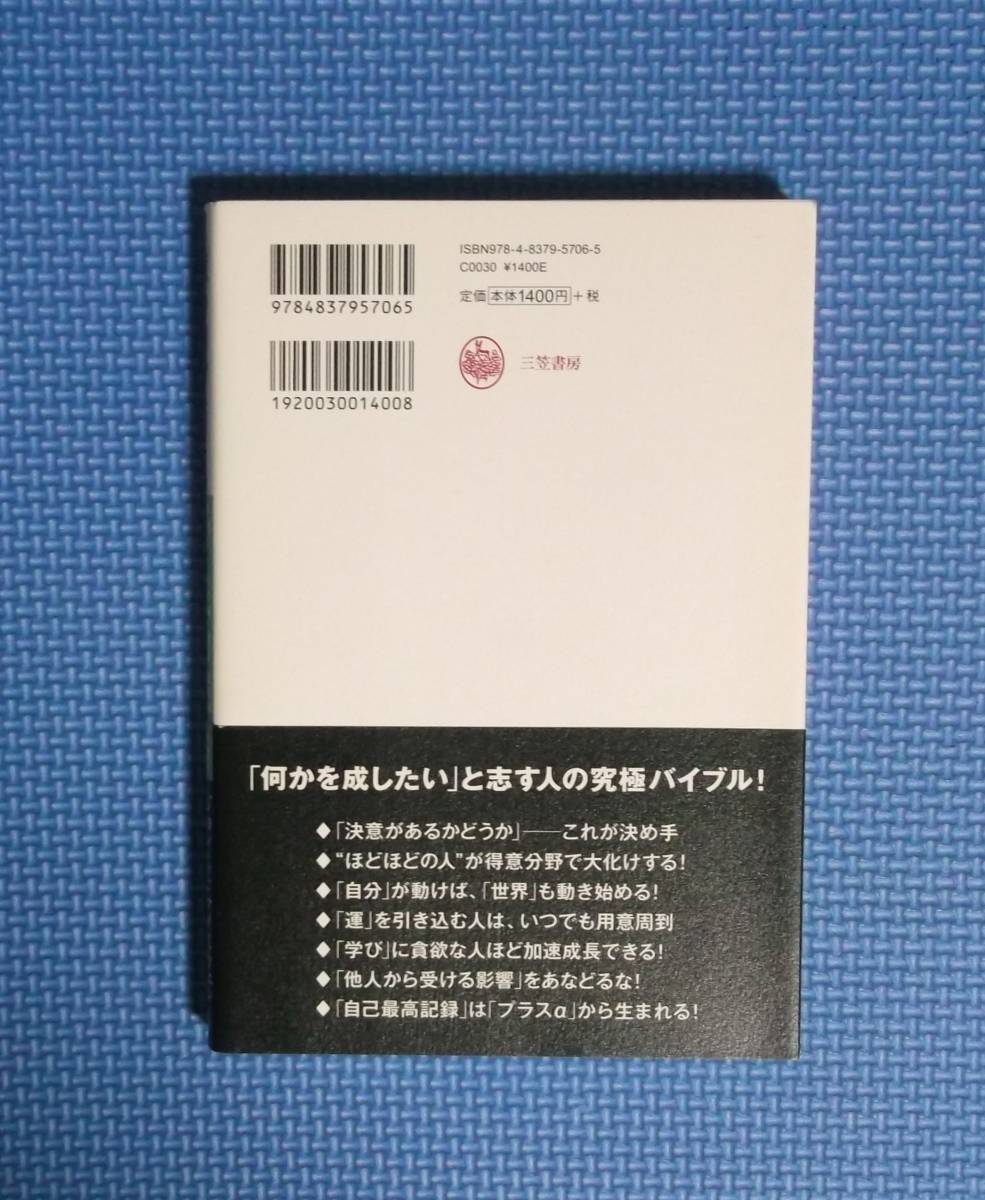 ISBN978-4-8379-5706-5
C0030 ¥1400E
定価 本体1400円 + 税
9784837957065
三笠書房
1920030014008
「何かを成したい」と志す人の究極バイブル!
◆「決意があるかどうか」──これが決め手
◆“ほどほどの人”が得意分野で大化けする!
◆「自分」が動けば、「世界」も動き始める!
◆「運」を引き込む人は、いつでも用意周到
◆「学び」に貪欲な人ほど加速成長できる!
◆「他人から受ける影響」をあなどるな!
◆「自己最高記録」は「プラスα」から生まれる!